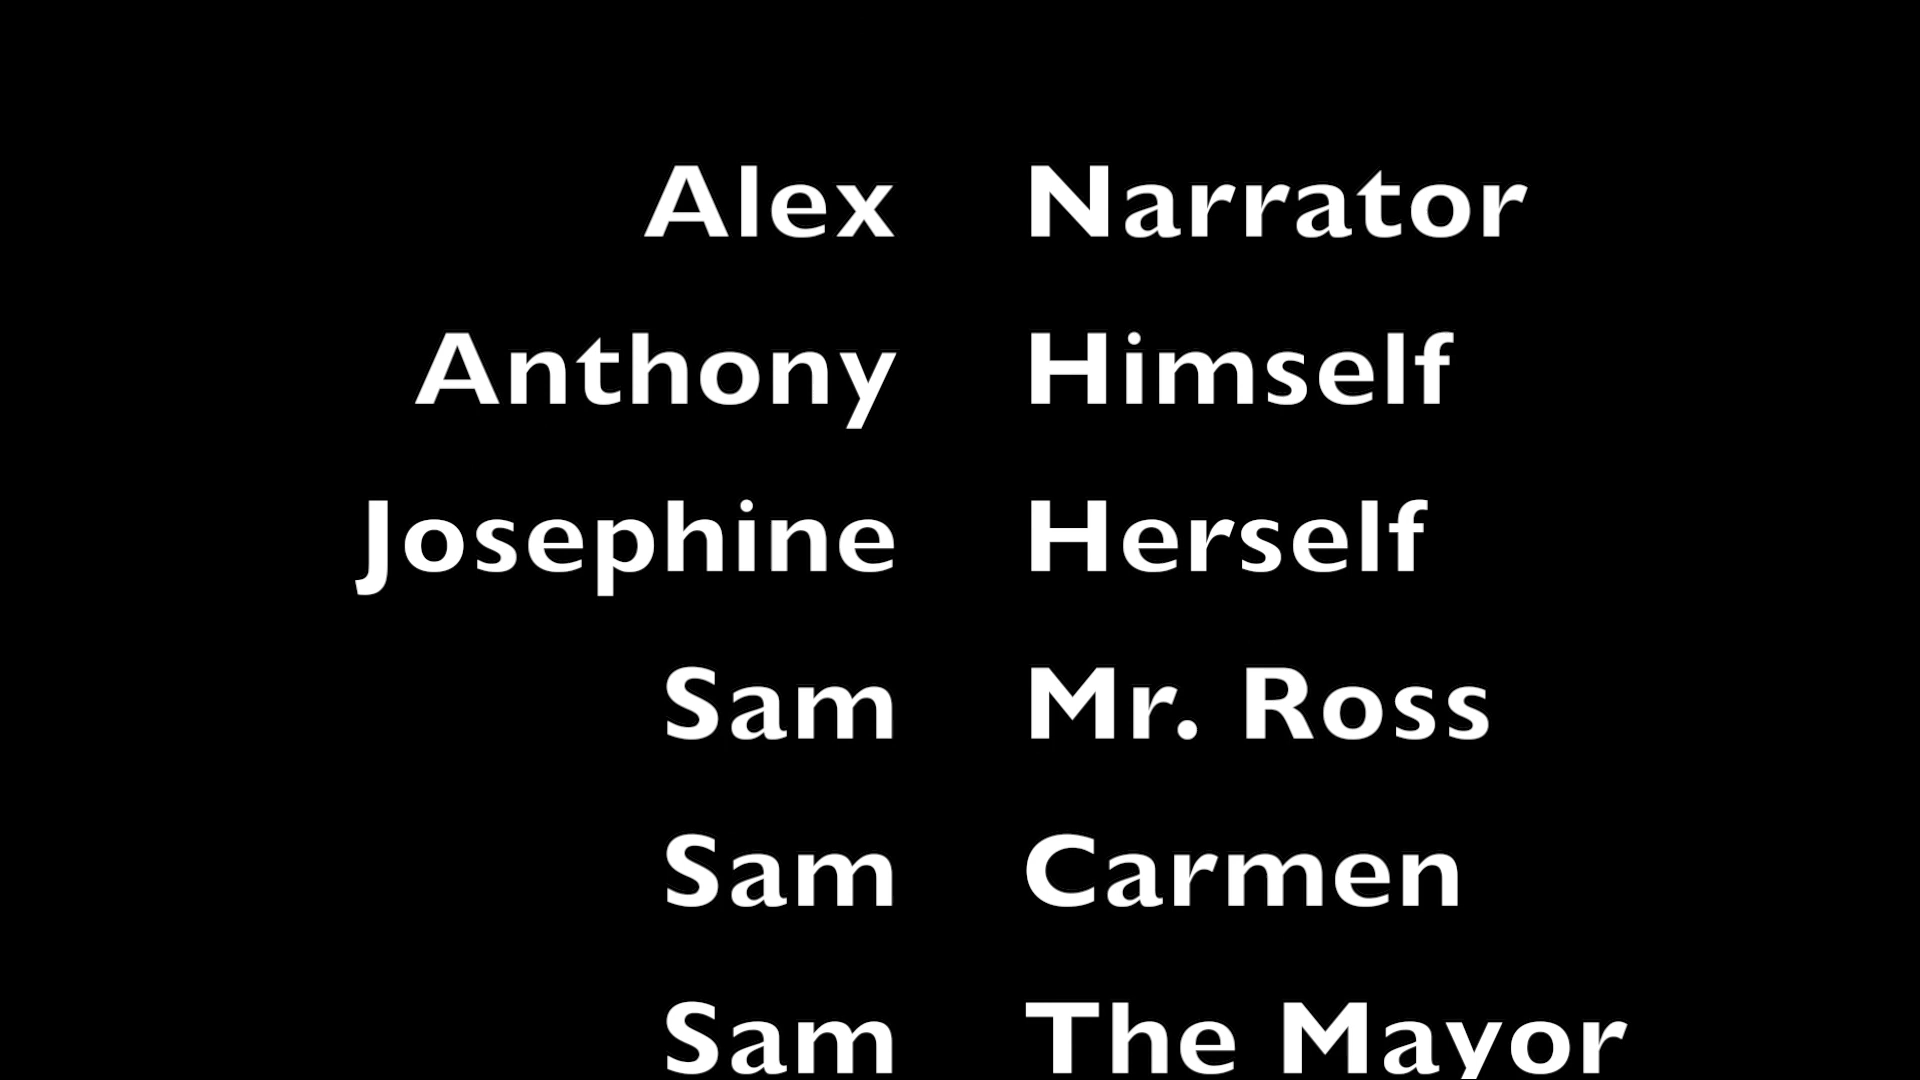 Alex Narrator
Anthony Himself
Josephine Herself
Sam Mr. Ross
Sam Carmen
Sam The Mayor